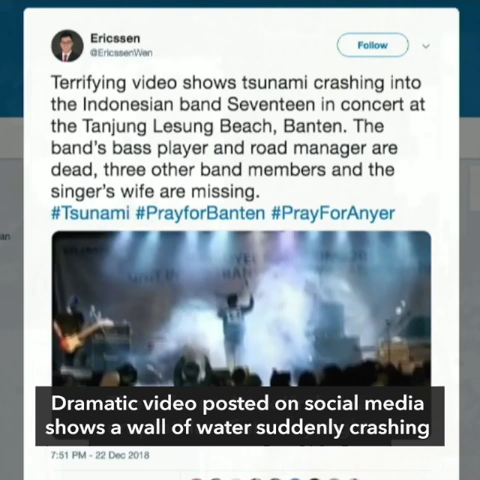 Ericssen
@EricssenWen
Follow
Terrifying video shows tsunami crashing into
the Indonesian band Seventeen in concert at
the Tanjung Lesung Beach, Banten. The
band's bass player and road manager are
dead, three other band members and the
singer's wife are missing.
#Tsunami #PrayforBanten #PrayForAnyer
an
Dramatic video posted on social media
shows a wall of water suddenly crashing
7:51 PM - 22 Dec 2018